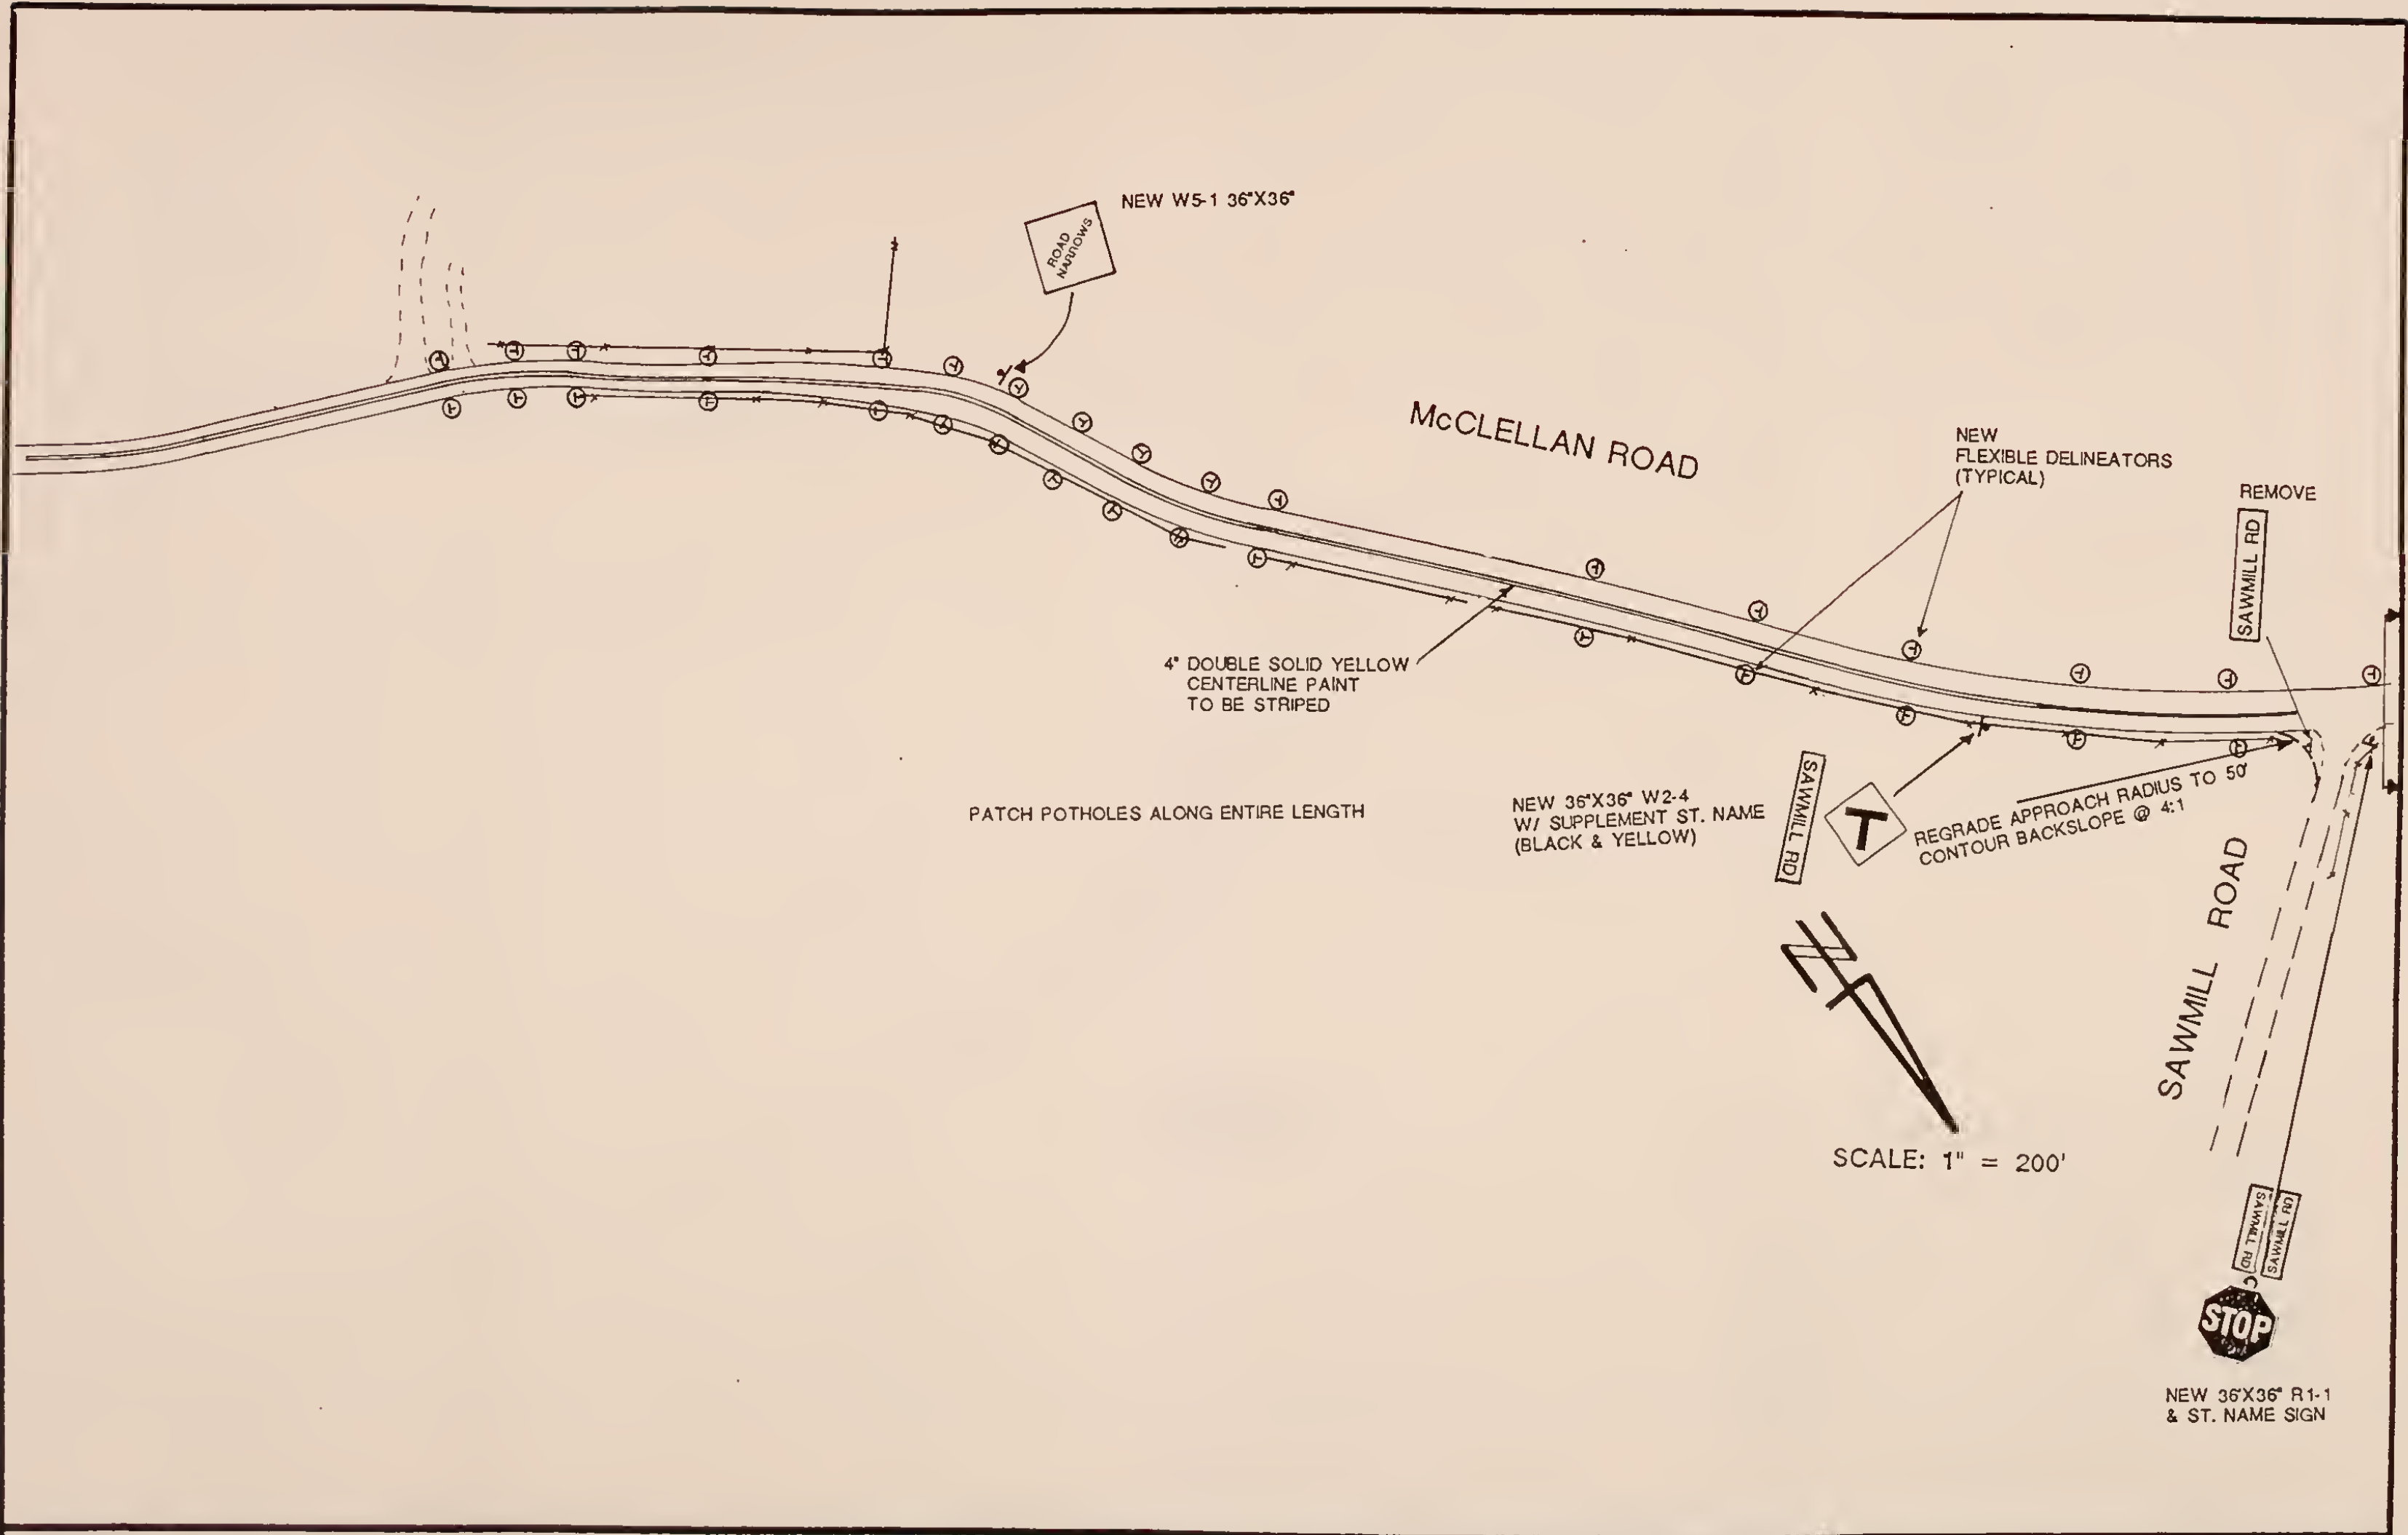 NEW W5-1 36"X36"
ROAD
NARROWS
McCLELLAN ROAD
NEW
FLEXIBLE DELINEATORS
(TYPICAL)
REMOVE
SAWMILL RD
4" DOUBLE SOLID YELLOW
CENTERLINE PAINT
TO BE STRIPED
PATCH POTHOLES ALONG ENTIRE LENGTH
NEW 36"X36" W2-4
W/ SUPPLEMENT ST. NAME
(BLACK & YELLOW)
SAWMILL RD
T
REGRADE APPROACH RADIUS TO 50'
CONTOUR BACKSLOPE @ 4:1
SAWMILL ROAD
N
SCALE: 1" = 200'
SAWMILL RD
SAWMILL RD
STOP
NEW 36"X36" R1-1
& ST. NAME SIGN